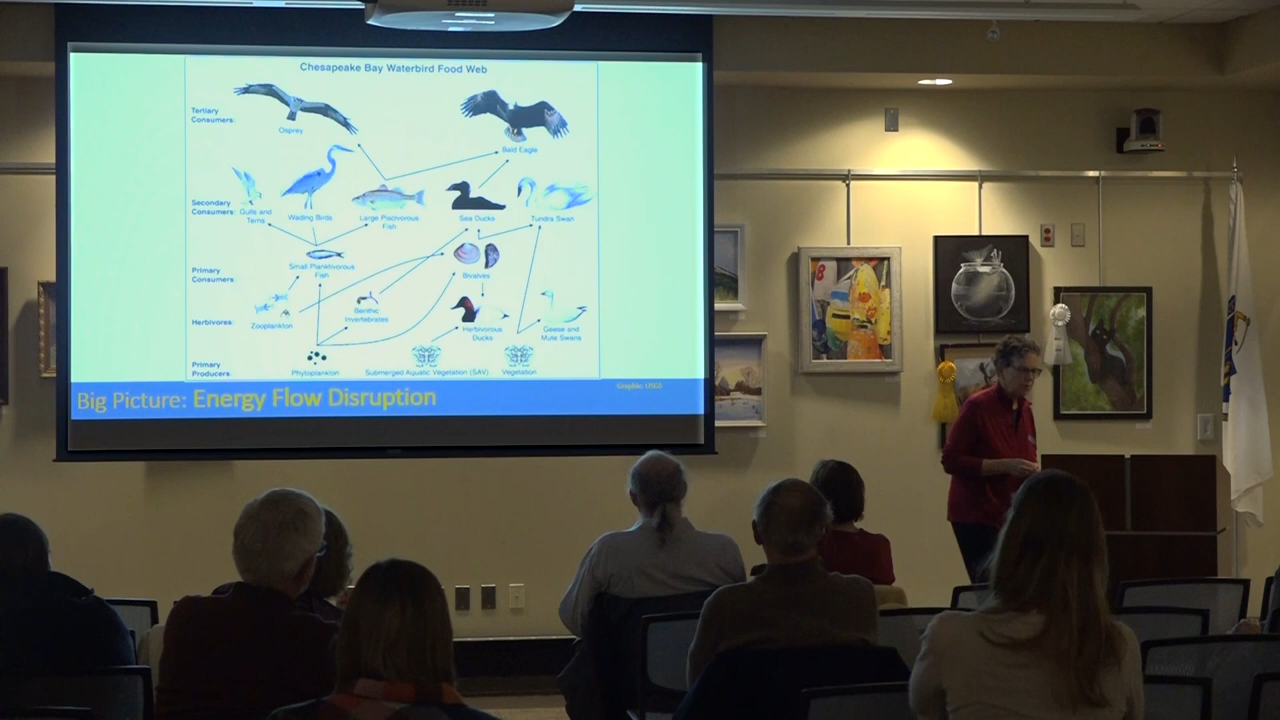 Chesapeake Bay Waterbird Food Web
Tertiary
Consumers:
Osprey
Bald Eagle
Secondary
Consumers:
Gulls and
Terns
Wading Birds
Large Piscivorous
Fish
Sea Ducks
Tundra Swan
Primary
Consumers:
Small Planktivorous
Fish
Bivalves
Herbivores:
Zooplankton
Benthic
Invertebrates
Herbivorous
Ducks
Geese and
Mute Swans
Primary
Producers:
Phytoplankton
Submerged Aquatic Vegetation (SAV)
Vegetation
Big Picture: Energy Flow Disruption
Graphic: USGS
8